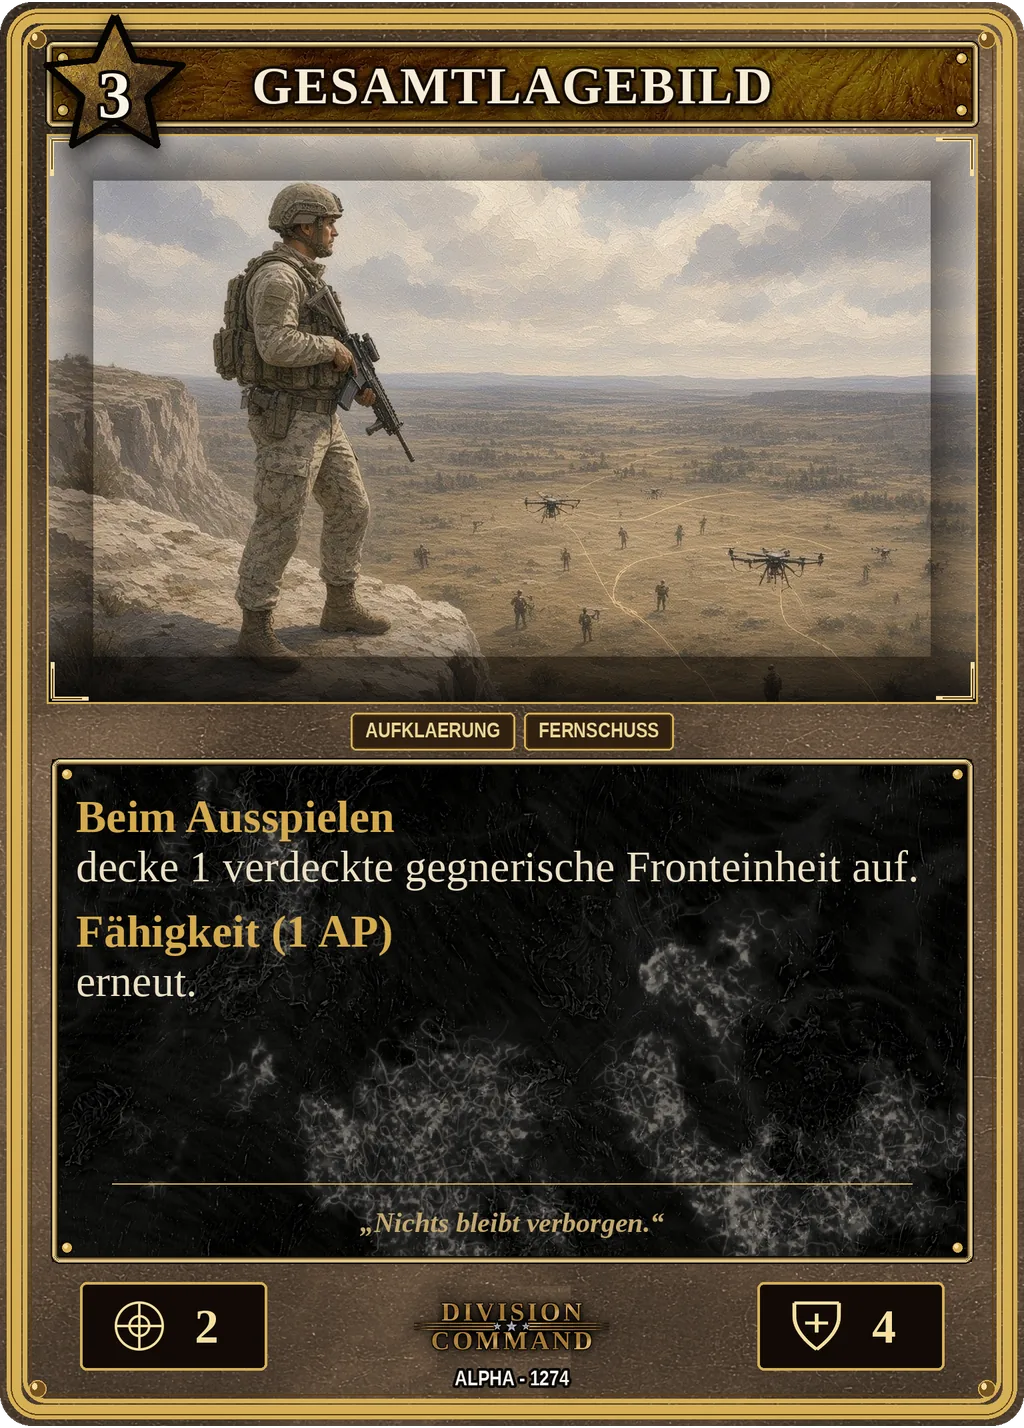 3
GESAMTLAGEBILD
AUFKLAERUNG
FERNSCHUSS
Beim Ausspielen
decke 1 verdeckte gegnerische Fronteinheit auf.
Fähigkeit (1 AP)
erneut.
„Nichts bleibt verborgen.“
2
DIVISION
COMMAND
ALPHA - 1274
4